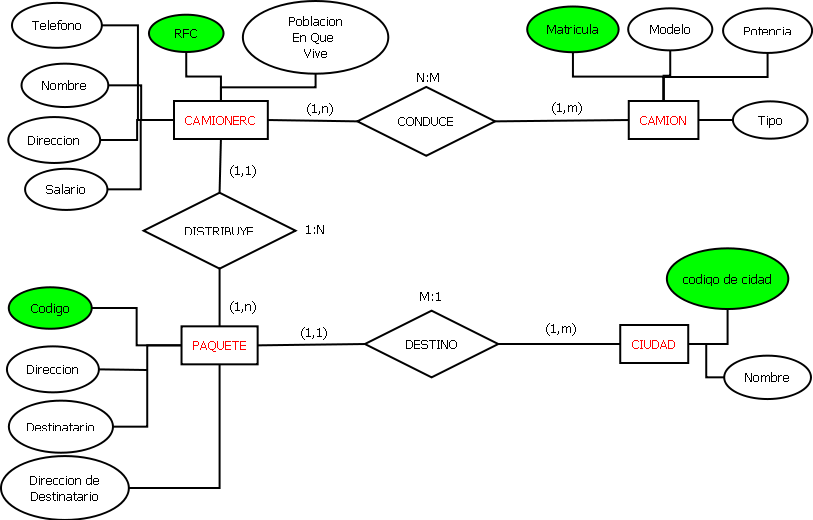 Telefono
RFC
Poblacion
En Que
Vive
Matricula
Modelo
Potencia
Nombre
N:M
CAMIONERC
(1,n)
CONDUCE
(1,m)
CAMION
Tipo
Direccion
Salario
(1,1)
DISTRIBUYE
1:N
Codigo
(1,n)
M:1
codigo de cidad
PAQUETE
(1,1)
DESTINO
(1,m)
CIUDAD
Direccion
Nombre
Destinatario
Direccion de
Destinatario